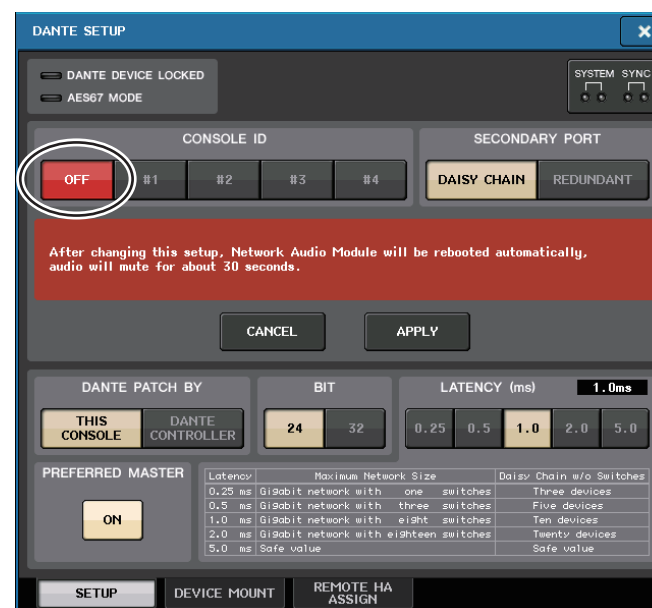 DANTE SETUP
DANTE DEVICE LOCKED
AES67 MODE
SYSTEM SYNC
CONSOLE ID
SECONDARY PORT
OFF #1 #2 #3 #4 DAISY CHAIN REDUNDANT
After changing this setup, Network Audio Module will be rebooted automatically,
audio will mute for about 30 seconds.
CANCEL APPLY
DANTE PATCH BY BIT LATENCY (ms) 1.0ms
THIS CONSOLE DANTE CONTROLLER 24 32 0.25 0.5 1.0 2.0 5.0
PREFERRED MASTER
ON
Latency Maximum Network Size Daisy Chain w/o Switches
0.25 ms Gigabit network with one switches Three devices
0.5 ms Gigabit network with three switches Five devices
1.0 ms Gigabit network with eight switches Ten devices
2.0 ms Gigabit network with eighteen switches Twenty devices
5.0 ms Safe value Safe value
SETUP DEVICE MOUNT REMOTE HA ASSIGN